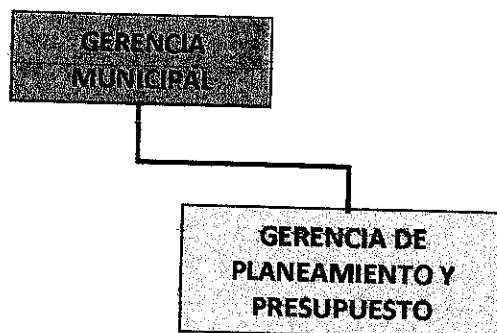 GERENCIA
MUNICIPAL
GERENCIA DE
PLANEAMIENTO Y
PRESUPUESTO